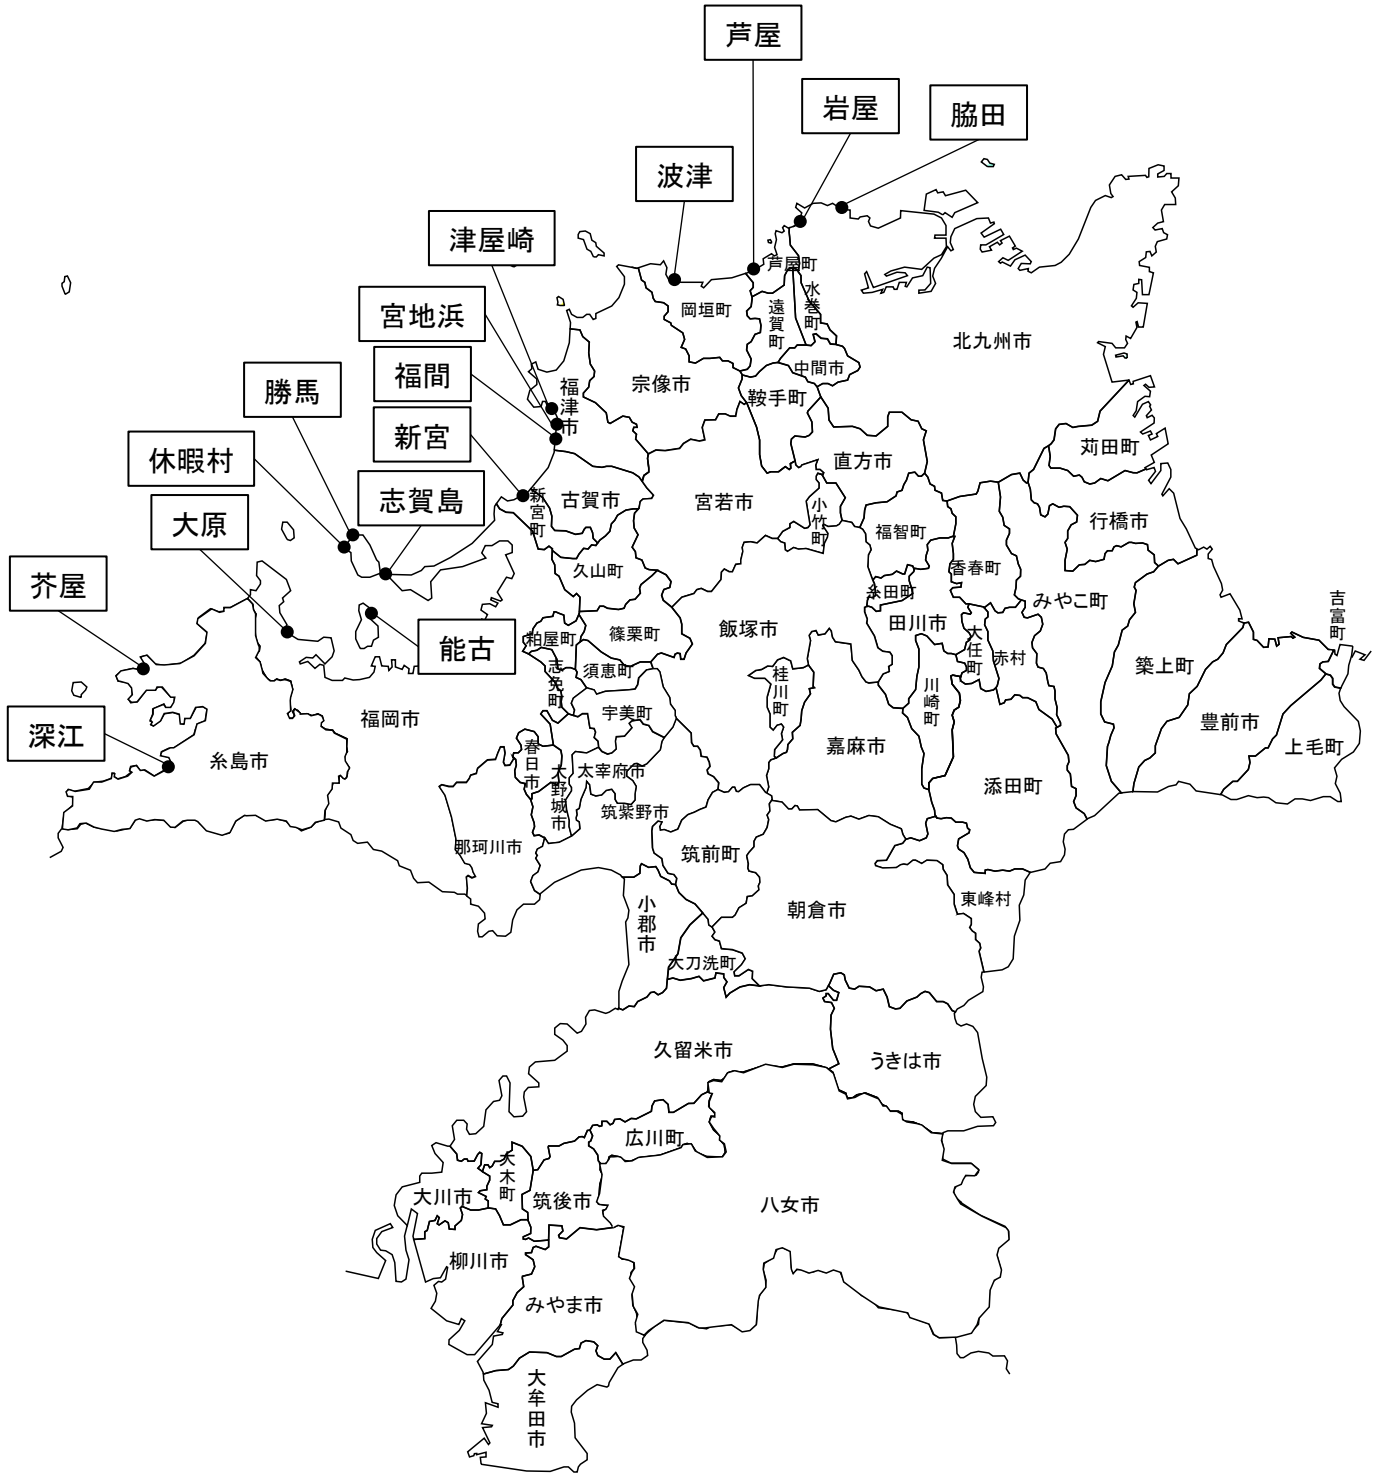 芦屋
岩屋
脇田
波津
津屋崎
宮地浜
福間
勝馬
新宮
休暇村
志賀島
大原
芥屋
能古
深江
芦屋町
水巻町
岡垣町
遠賀町
北九州市
中間市
宗像市
福津市
鞍手町
苅田町
直方市
新宮町
古賀市
宮若市
小竹町
行橋市
福智町
久山町
香春町
糸田町
みやこ町
吉富町
粕屋町
篠栗町
飯塚市
田川市
大任町
赤村
築上町
志免町
須恵町
桂川町
川崎町
福岡市
宇美町
豊前市
嘉麻市
上毛町
糸島市
春日市
大野城市
太宰府市
添田町
筑紫野市
那珂川市
筑前町
東峰村
小郡市
朝倉市
大刀洗町
久留米市
うきは市
広川町
大木町
大川市
筑後市
八女市
柳川市
みやま市
大牟田市